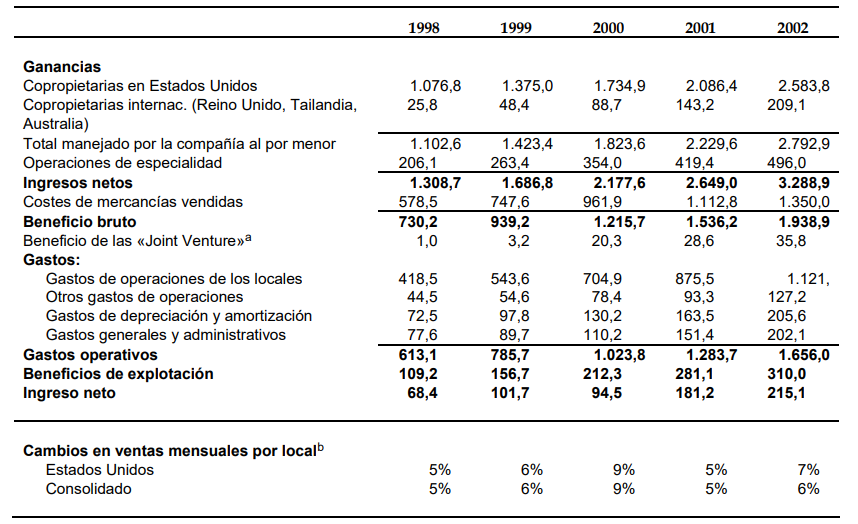 1998 1999 2000 2001 2002
Ganancias
Copropietarias en Estados Unidos 1.076,8 1.375,0 1.734,9 2.086,4 2.583,8
Copropietarias internac. (Reino Unido, Tailandia, 25,8 48,4 88,7 143,2 209,1
Australia)
Total manejado por la compañía al por menor 1.102,6 1.423,4 1.823,6 2.229,6 2.792,9
Operaciones de especialidad 206,1 263,4 354,0 419,4 496,0
Ingresos netos 1.308,7 1.686,8 2.177,6 2.649,0 3.288,9
Costes de mercancías vendidas 578,5 747,6 961,9 1.112,8 1.350,0
Beneficio bruto 730,2 939,2 1.215,7 1.536,2 1.938,9
Beneficio de las «Joint Venture»a 1,0 3,2 20,3 28,6 35,8
Gastos:
Gastos de operaciones de los locales 418,5 543,6 704,9 875,5 1.121,
Otros gastos de operaciones 44,5 54,6 78,4 93,3 127,2
Gastos de depreciación y amortización 72,5 97,8 130,2 163,5 205,6
Gastos generales y administrativos 77,6 89,7 110,2 151,4 202,1
Gastos operativos 613,1 785,7 1.023,8 1.283,7 1.656,0
Beneficios de explotación 109,2 156,7 212,3 281,1 310,0
Ingreso neto 68,4 101,7 94,5 181,2 215,1
Cambios en ventas mensuales por localb
Estados Unidos 5% 6% 9% 5% 7%
Consolidado 5% 6% 9% 5% 6%